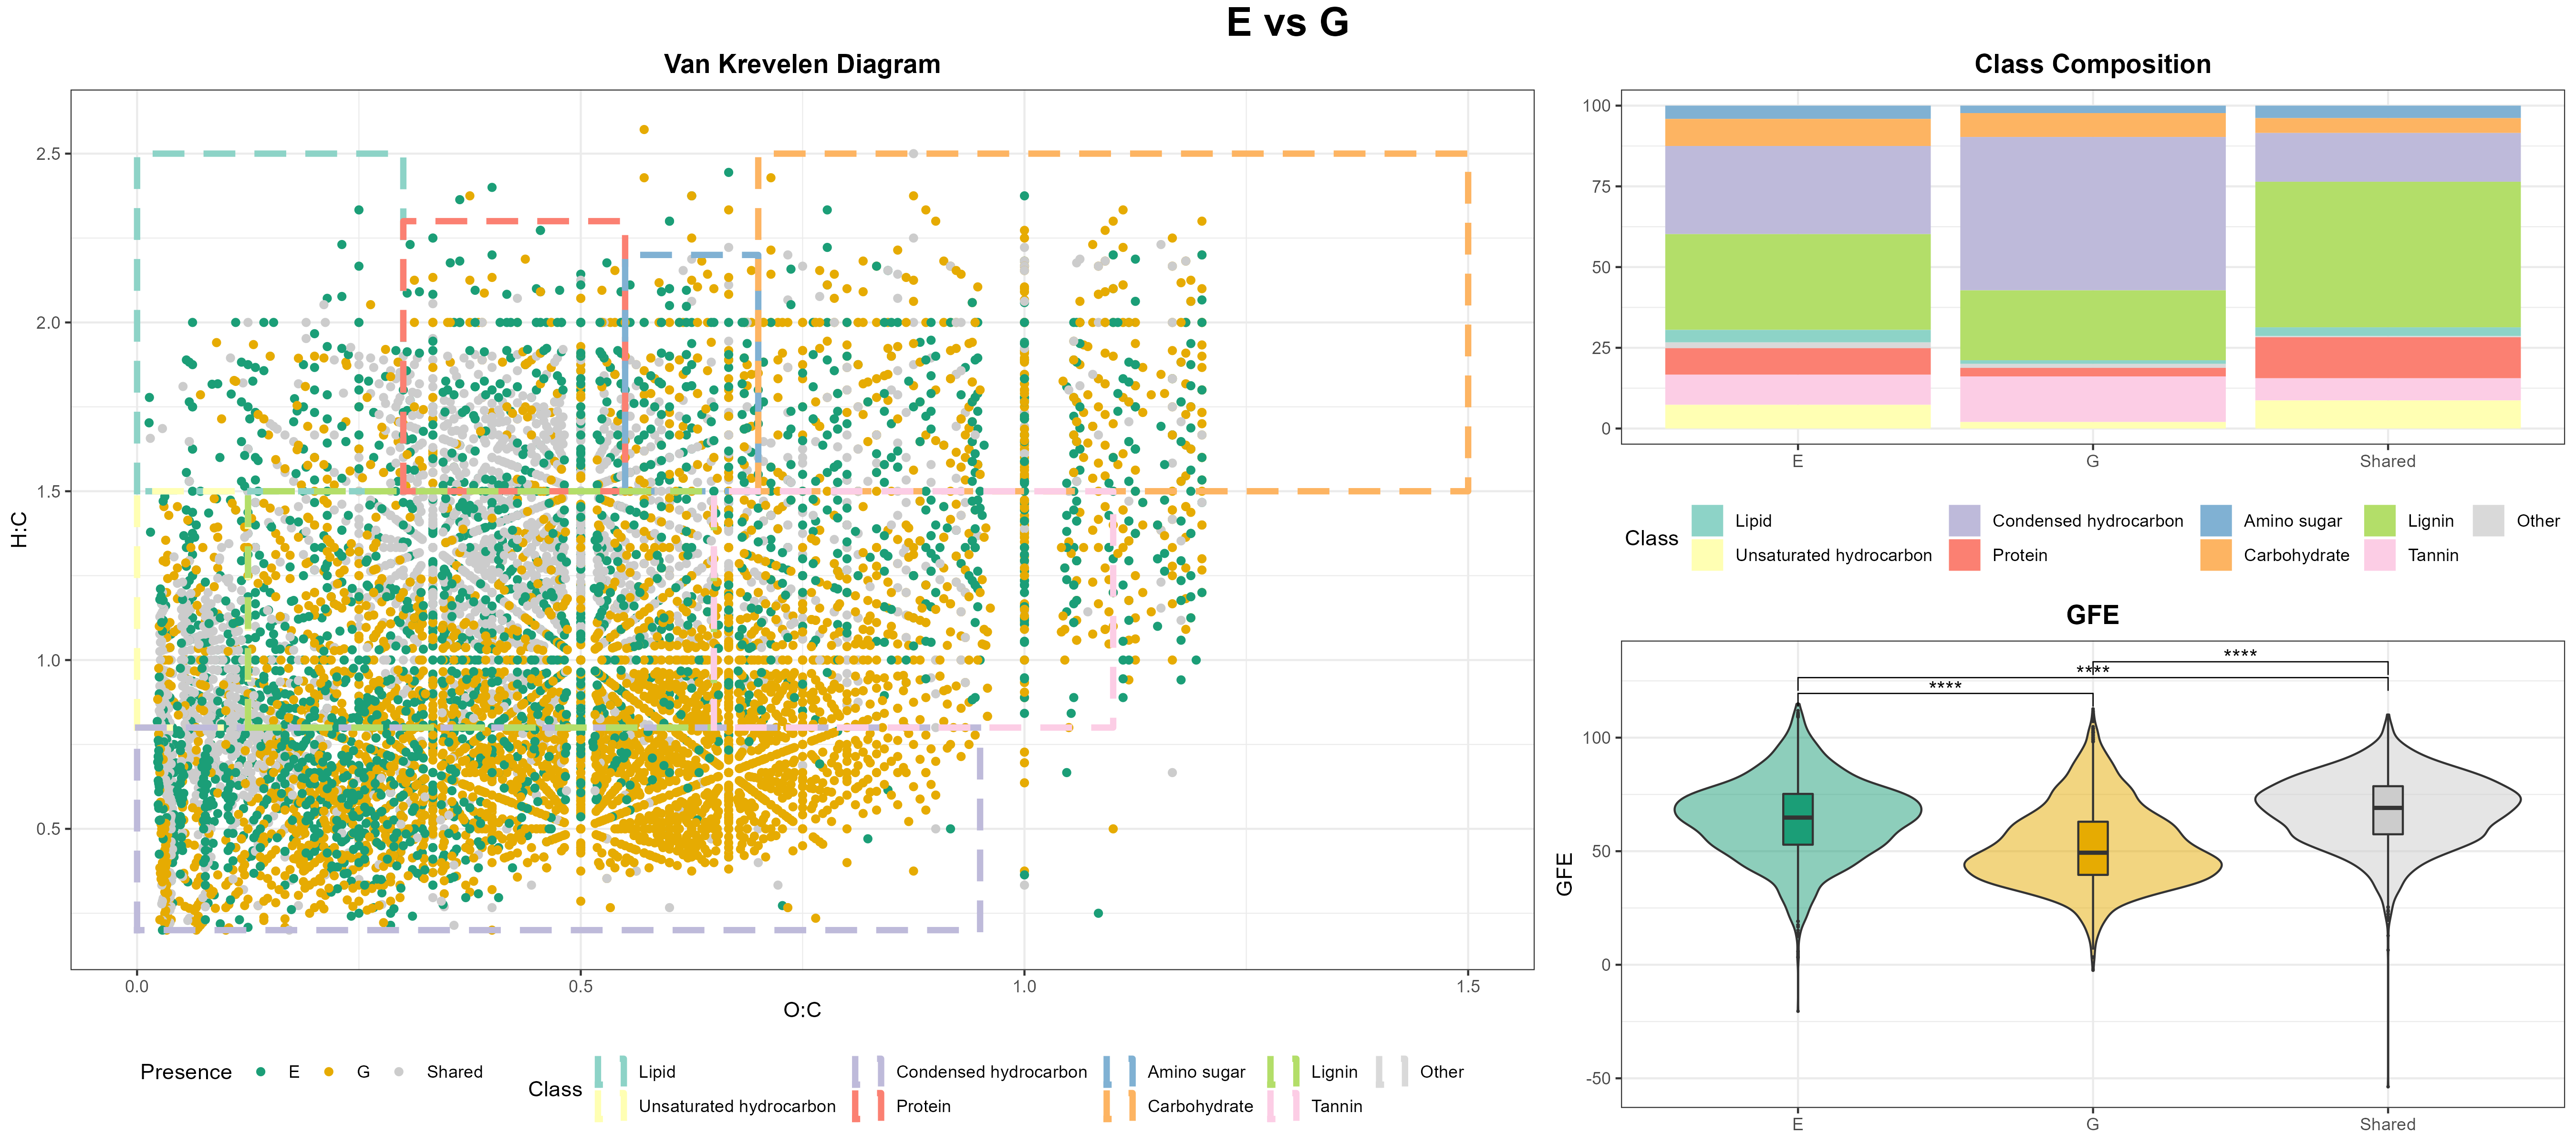 E vs G
Van Krevelen Diagram
H:C
2.5
2.0
1.5
1.0
0.5
0.0 0.5 1.0 1.5
O:C
Presence E G Shared
Class
Lipid Condensed hydrocarbon Amino sugar Lignin Other
Unsaturated hydrocarbon Protein Carbohydrate Tannin
Class Composition
100
75
50
25
0
E G Shared
Class
Lipid Condensed hydrocarbon Amino sugar Lignin Other
Unsaturated hydrocarbon Protein Carbohydrate Tannin
GFE
GFE
****
****
****
100
50
0
-50
E G Shared